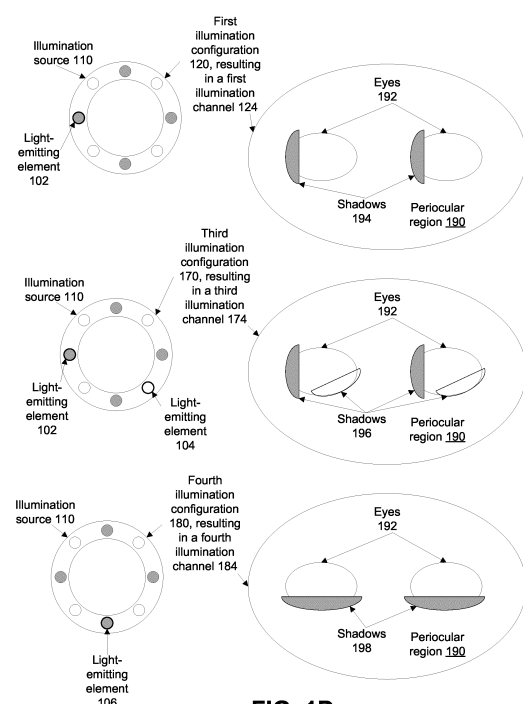 First
illumination
configuration
120, resulting
in a first
illumination
channel 124
Illumination
source 110
Light-
emitting
element
102
Eyes
192
Shadows
194
Periocular
region 190
Third
illumination
configuration
170, resulting
in a third
illumination
channel 174
Illumination
source 110
Light-
emitting
element
102
Light-
emitting
element
104
Eyes
192
Shadows
196
Periocular
region 190
Fourth
illumination
configuration
180, resulting
in a fourth
illumination
channel 184
Illumination
source 110
Light-
emitting
element
106
Eyes
192
Shadows
198
Periocular
region 190